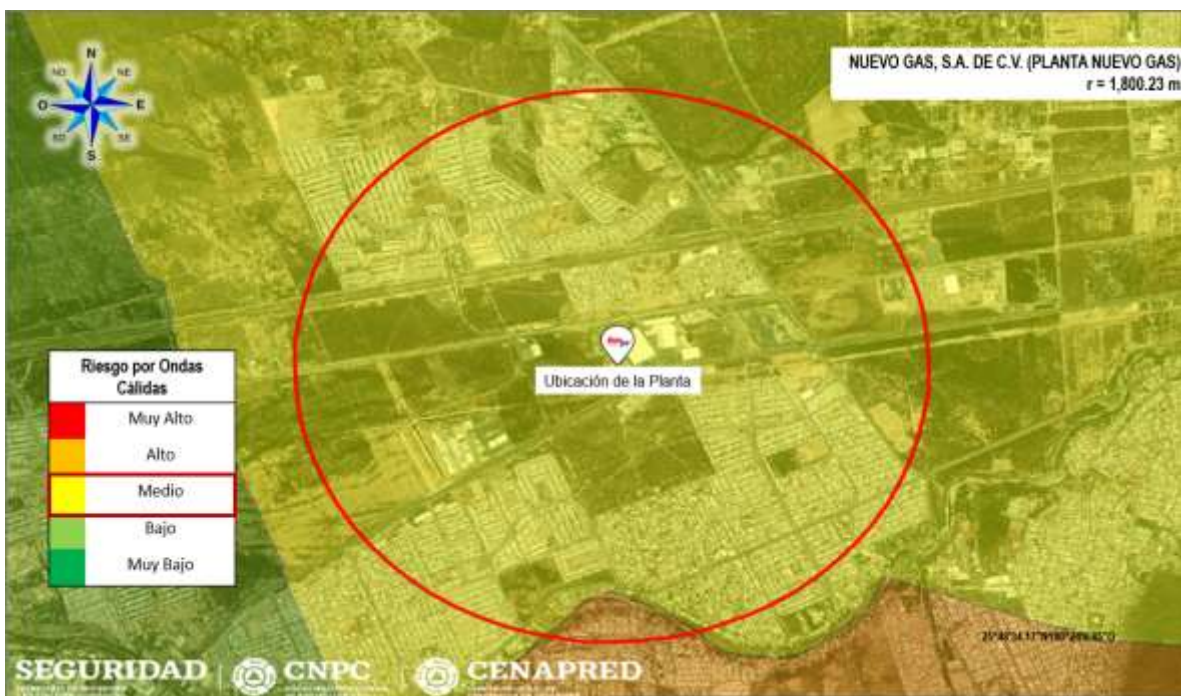 N
NO
NE
O
E
SO
SE
S
NUEVO GAS, S.A. DE C.V. (PLANTA NUEVO GAS)
r = 1,800.23 m
Ubicación de la Planta
Riesgo por Ondas
Cálidas
Muy Alto
Alto
Medio
Bajo
Muy Bajo
SEGURIDAD
CNPC
CENAPRED